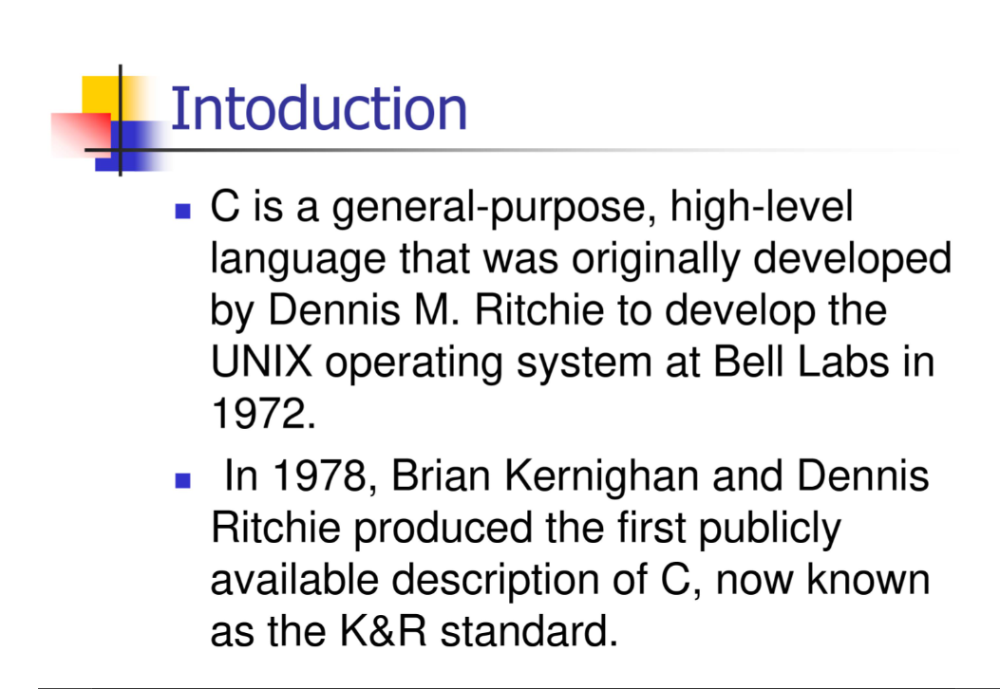 Intoduction
C is a general-purpose, high-level
language that was originally developed
by Dennis M. Ritchie to develop the
UNIX operating system at Bell Labs in
1972.
In 1978, Brian Kernighan and Dennis
Ritchie produced the first publicly
available description of C, now known
as the K&R standard.